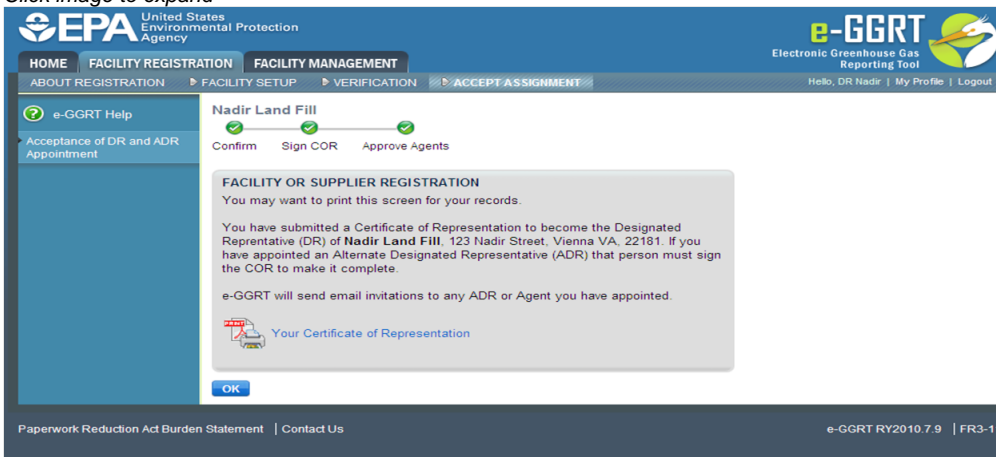 Click image to expand
EPA United States Environmental Protection Agency
e-GGRT
Electronic Greenhouse Gas
Reporting Tool
HOME FACILITY REGISTRATION FACILITY MANAGEMENT
ABOUT REGISTRATION FACILITY SETUP VERIFICATION ACCEPT ASSIGNMENT
Hello, DR Nadir | My Profile | Logout
e-GGRT Help
Acceptance of DR and ADR
Appointment
Nadir Land Fill
Confirm Sign COR Approve Agents
FACILITY OR SUPPLIER REGISTRATION
You may want to print this screen for your records.
You have submitted a Certificate of Representation to become the Designated
Reprentative (DR) of Nadir Land Fill, 123 Nadir Street, Vienna VA, 22181. If you
have appointed an Alternate Designated Representative (ADR) that person must sign
the COR to make it complete.
e-GGRT will send email invitations to any ADR or Agent you have appointed.
Your Certificate of Representation
OK
Paperwork Reduction Act Burden Statement | Contact Us
e-GGRT RY2010.7.9 | FR3-1